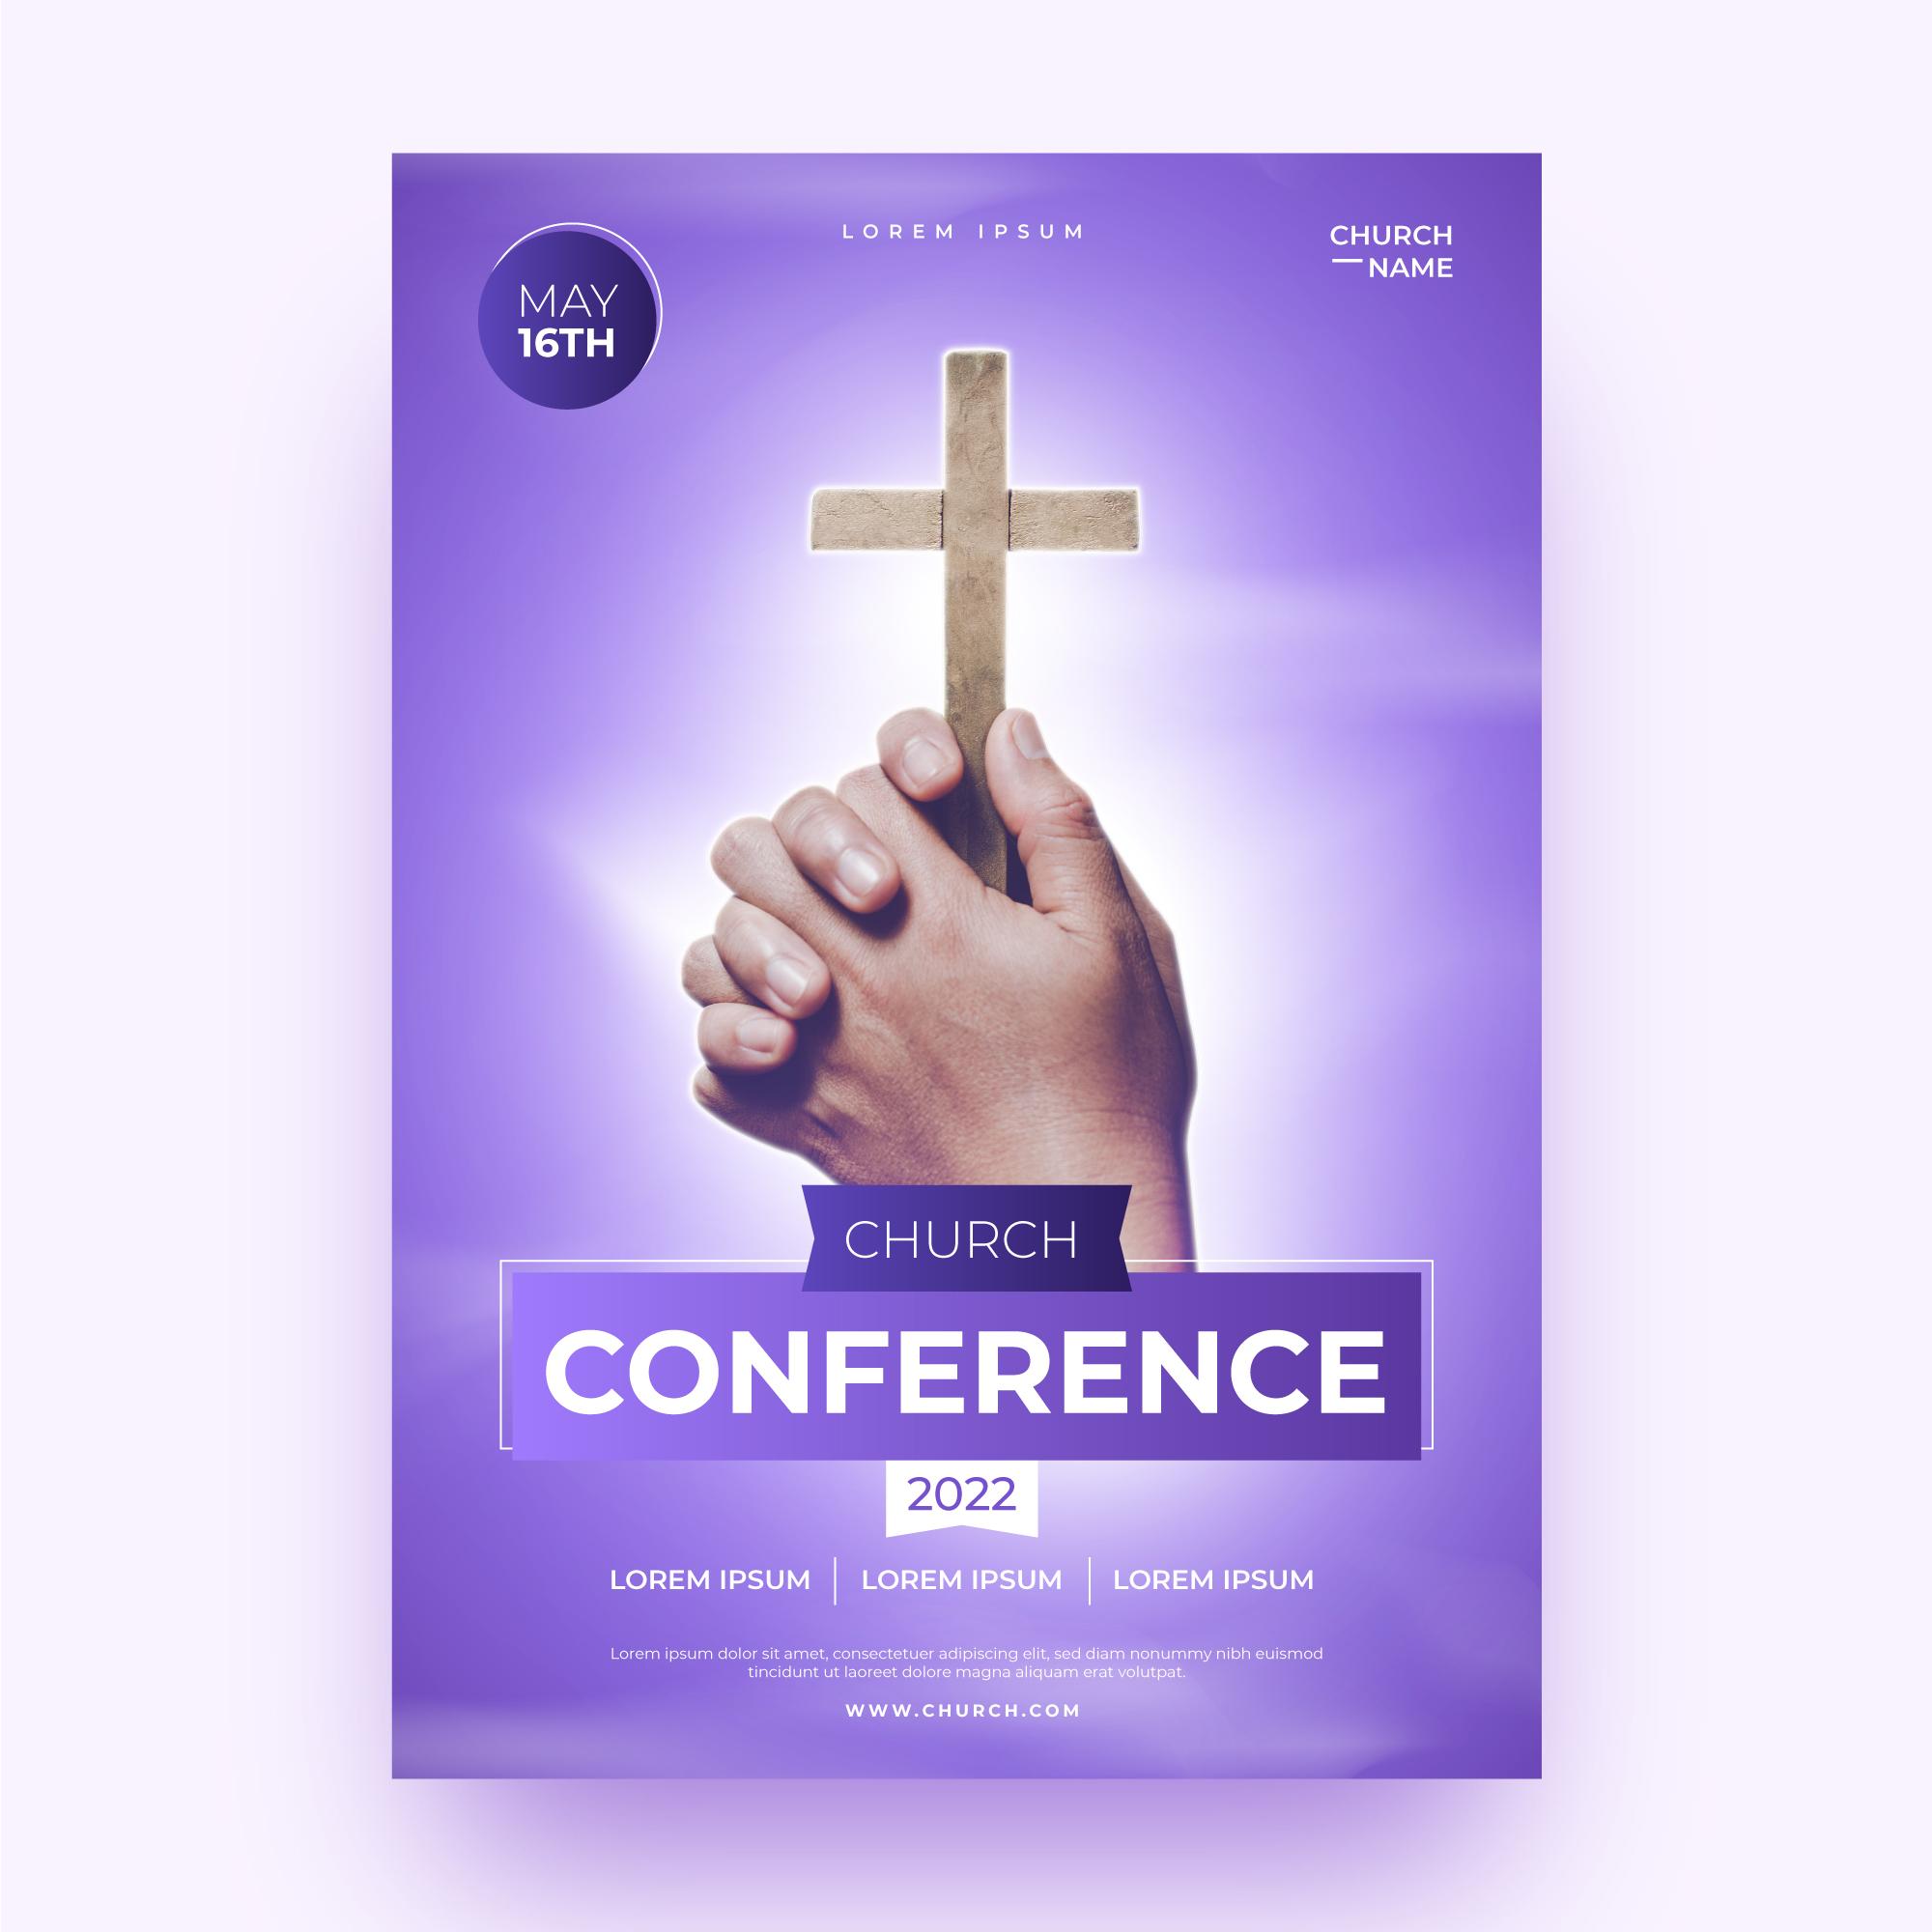 MAY
16TH
LOREM IPSUM
CHURCH
NAME
CHURCH
CONFERENCE
2022
LOREM IPSUM | LOREM IPSUM | LOREM IPSUM
Lorem ipsum dolor sit amet, consectetuer adipiscing elit, sed diam nonummy nibh euismod
tincidunt ut laoreet dolore magna aliquam erat volutpat.
WWW.CHURCH.COM